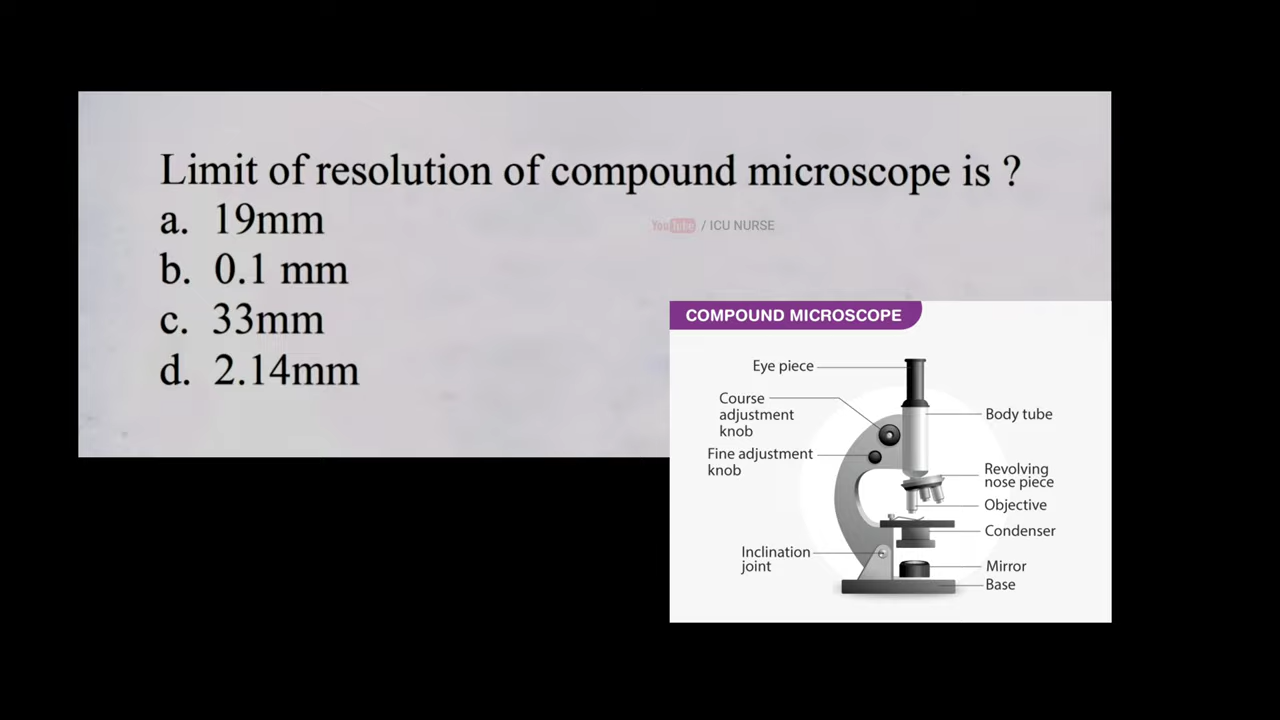 Limit of resolution of compound microscope is ?
a. 19mm
b. 0.1 mm
c. 33mm
d. 2.14mm
YouTube / ICU NURSE
COMPOUND MICROSCOPE
Eye piece
Course
adjustment
knob
Fine adjustment
knob
Inclination
joint
Body tube
Revolving
nose piece
Objective
Condenser
Mirror
Base